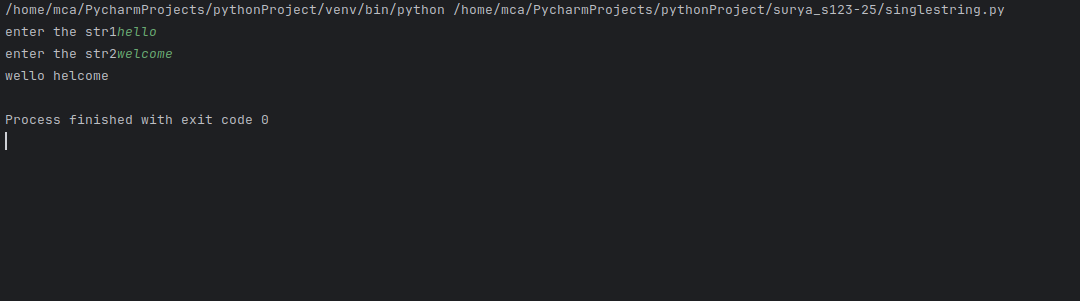 /home/mca/PycharmProjects/pythonProject/venv/bin/python /home/mca/PycharmProjects/pythonProject/surya_s123-25/singlestring.py
enter the str1hello
enter the str2welcome
wello helcome
Process finished with exit code 0